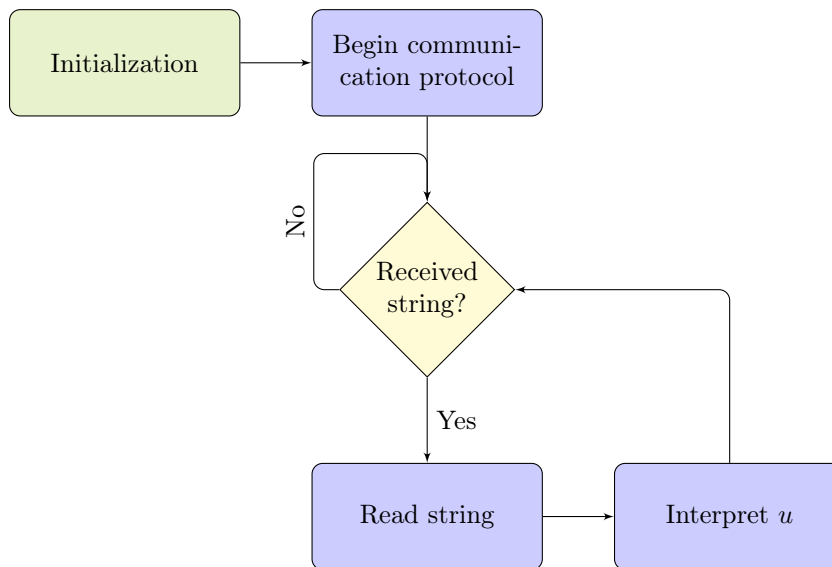 Initialization
Begin communi-
cation protocol
No
Received
string?
Yes
Read string
Interpret u